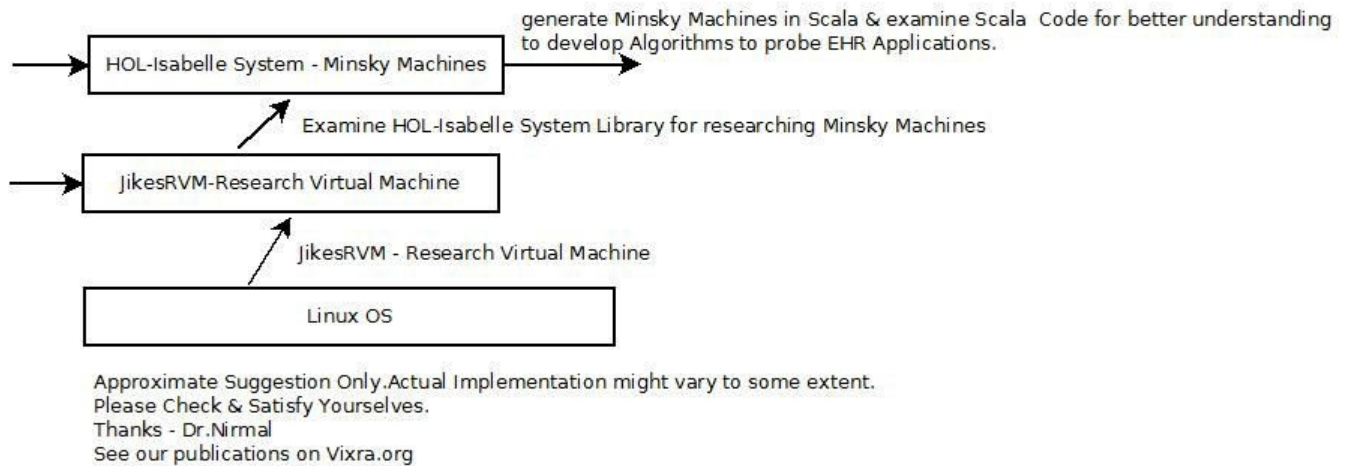 generate Minsky Machines in Scala & examine Scala Code for better understanding
to develop Algorithms to probe EHR Applications.
HOL-Isabelle System - Minsky Machines
Examine HOL-Isabelle System Library for researching Minsky Machines
JikesRVM-Research Virtual Machine
JikesRVM - Research Virtual Machine
Linux OS
Approximate Suggestion Only.Actual Implementation might vary to some extent.
Please Check & Satisfy Yourselves.
Thanks - Dr.Nirmal
See our publications on Vixra.org